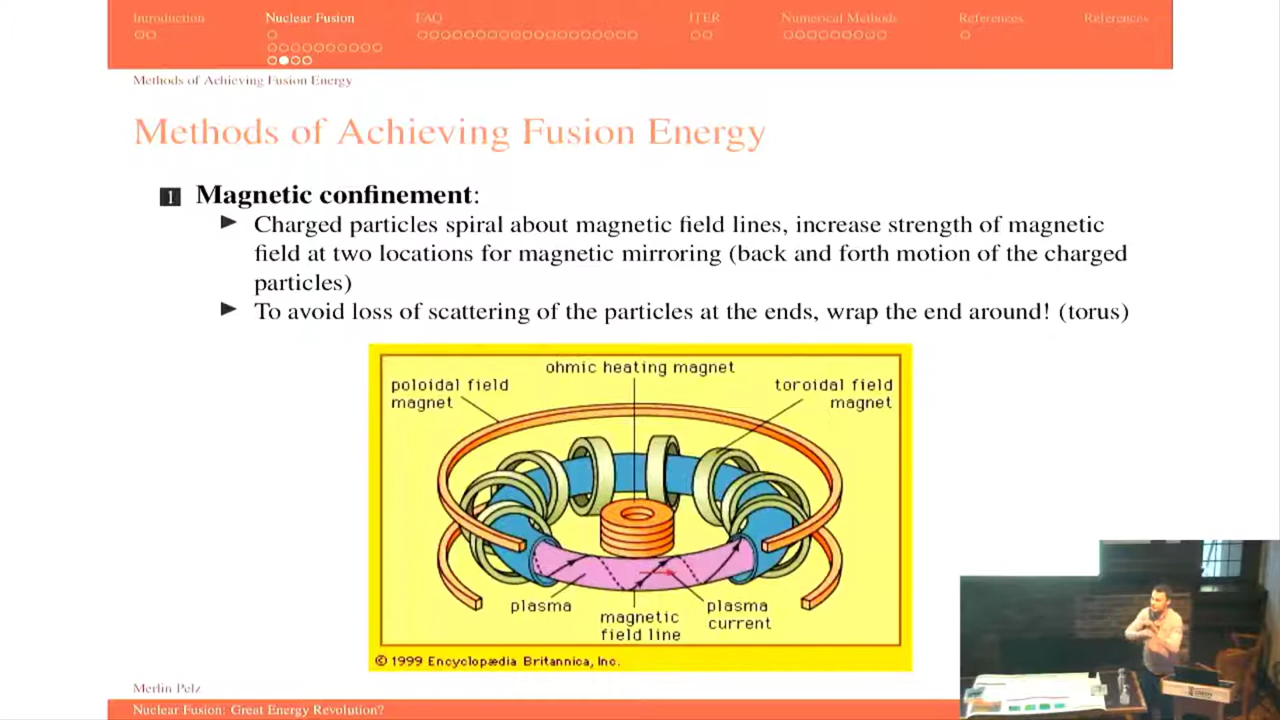 Introduction Nuclear Fusion FAQ ITER Numerical Methods References References
Methods of Achieving Fusion Energy
Methods of Achieving Fusion Energy
1 Magnetic confinement:
Charged particles spiral about magnetic field lines, increase strength of magnetic
field at two locations for magnetic mirroring (back and forth motion of the charged
particles)
To avoid loss of scattering of the particles at the ends, wrap the end around! (torus)
ohmic heating magnet
poloidal field
magnet
toroidal field
magnet
plasma
magnetic
field line
plasma
current
© 1999 Encyclopædia Britannica, Inc.
Merlin Pelz
Nuclear Fusion: Great Energy Revolution?